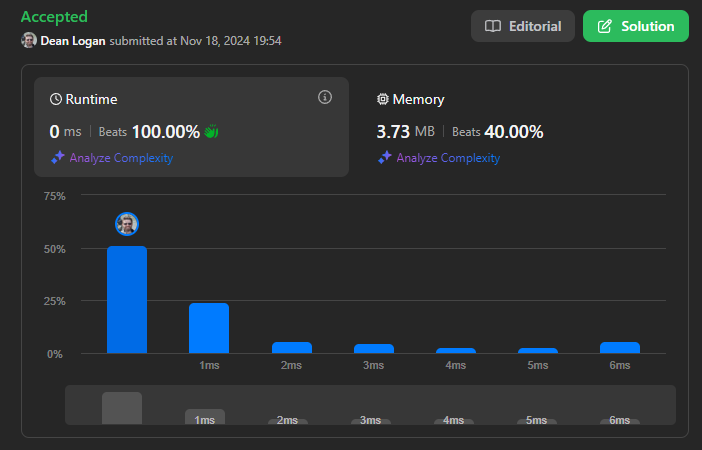 Accepted
Dean Logan submitted at Nov 18, 2024 19:54
Editorial
Solution
Runtime
0 ms | Beats 100.00%
Analyze Complexity
Memory
3.73 MB | Beats 40.00%
Analyze Complexity
75%
50%
25%
0%
1ms 2ms 3ms 4ms 5ms 6ms
1ms 2ms 3ms 4ms 5ms 6ms